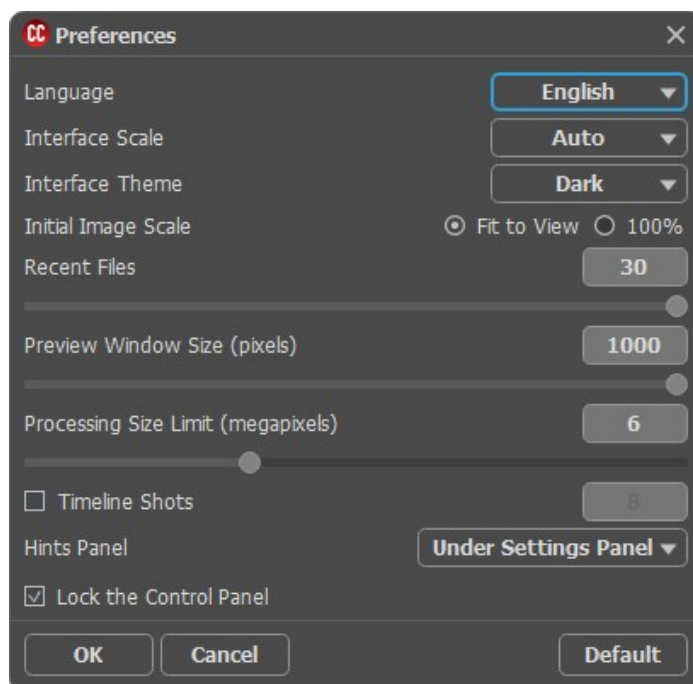 CC Preferences
Language English
Interface Scale Auto
Interface Theme Dark
Initial Image Scale Fit to View 100%
Recent Files 30
Preview Window Size (pixels) 1000
Processing Size Limit (megapixels) 6
Timeline Shots 8
Hints Panel Under Settings Panel
Lock the Control Panel
OK Cancel Default